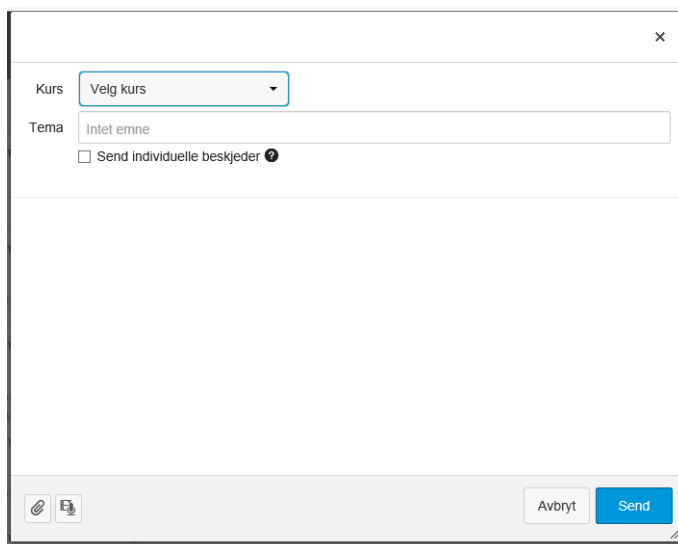 ×
Kurs Velg kurs
Tema Intet emne
Send individuelle beskjeder ?
Avbryt Send